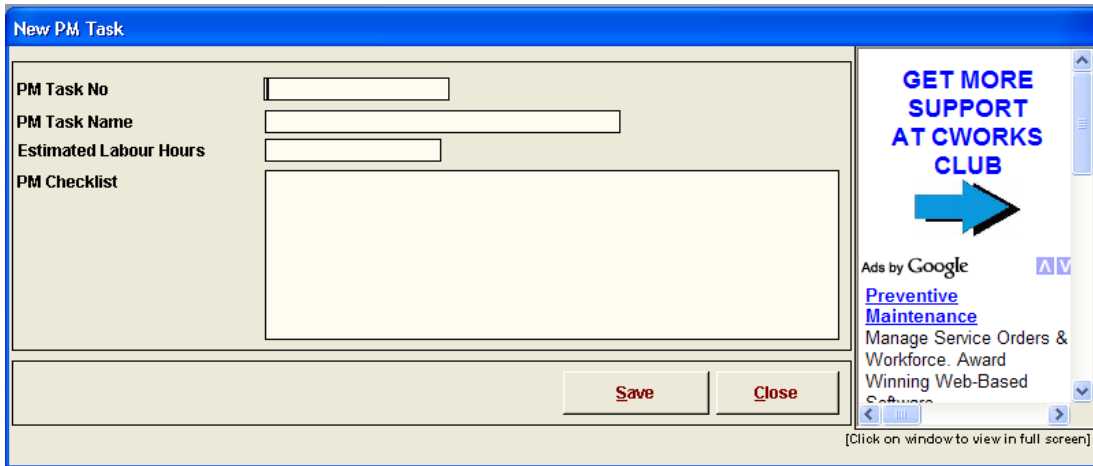 New PM Task
PM Task No
PM Task Name
Estimated Labour Hours
PM Checklist
Save
Close
GET MORE
SUPPORT
AT CWORKS
CLUB
Ads by Google
Preventive
Maintenance
Manage Service Orders &
Workforce. Award
Winning Web-Based
Software
[Click on window to view in full screen]